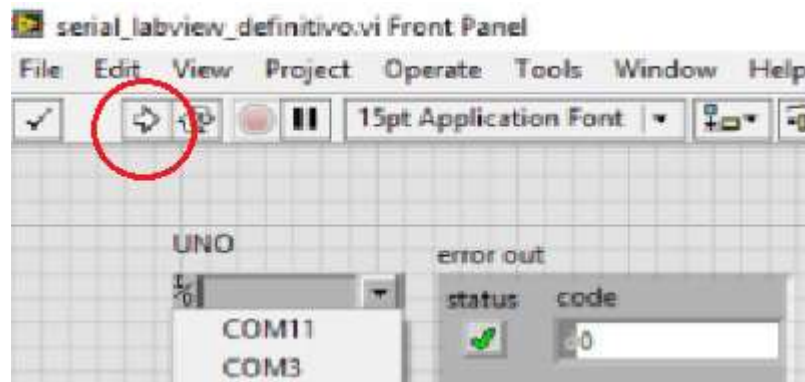 serial_labview_definitivo.vi Front Panel
File Edit View Project Operate Tools Window Help
15pt Application Font
UNO
error out
status code
0
COM11
COM3